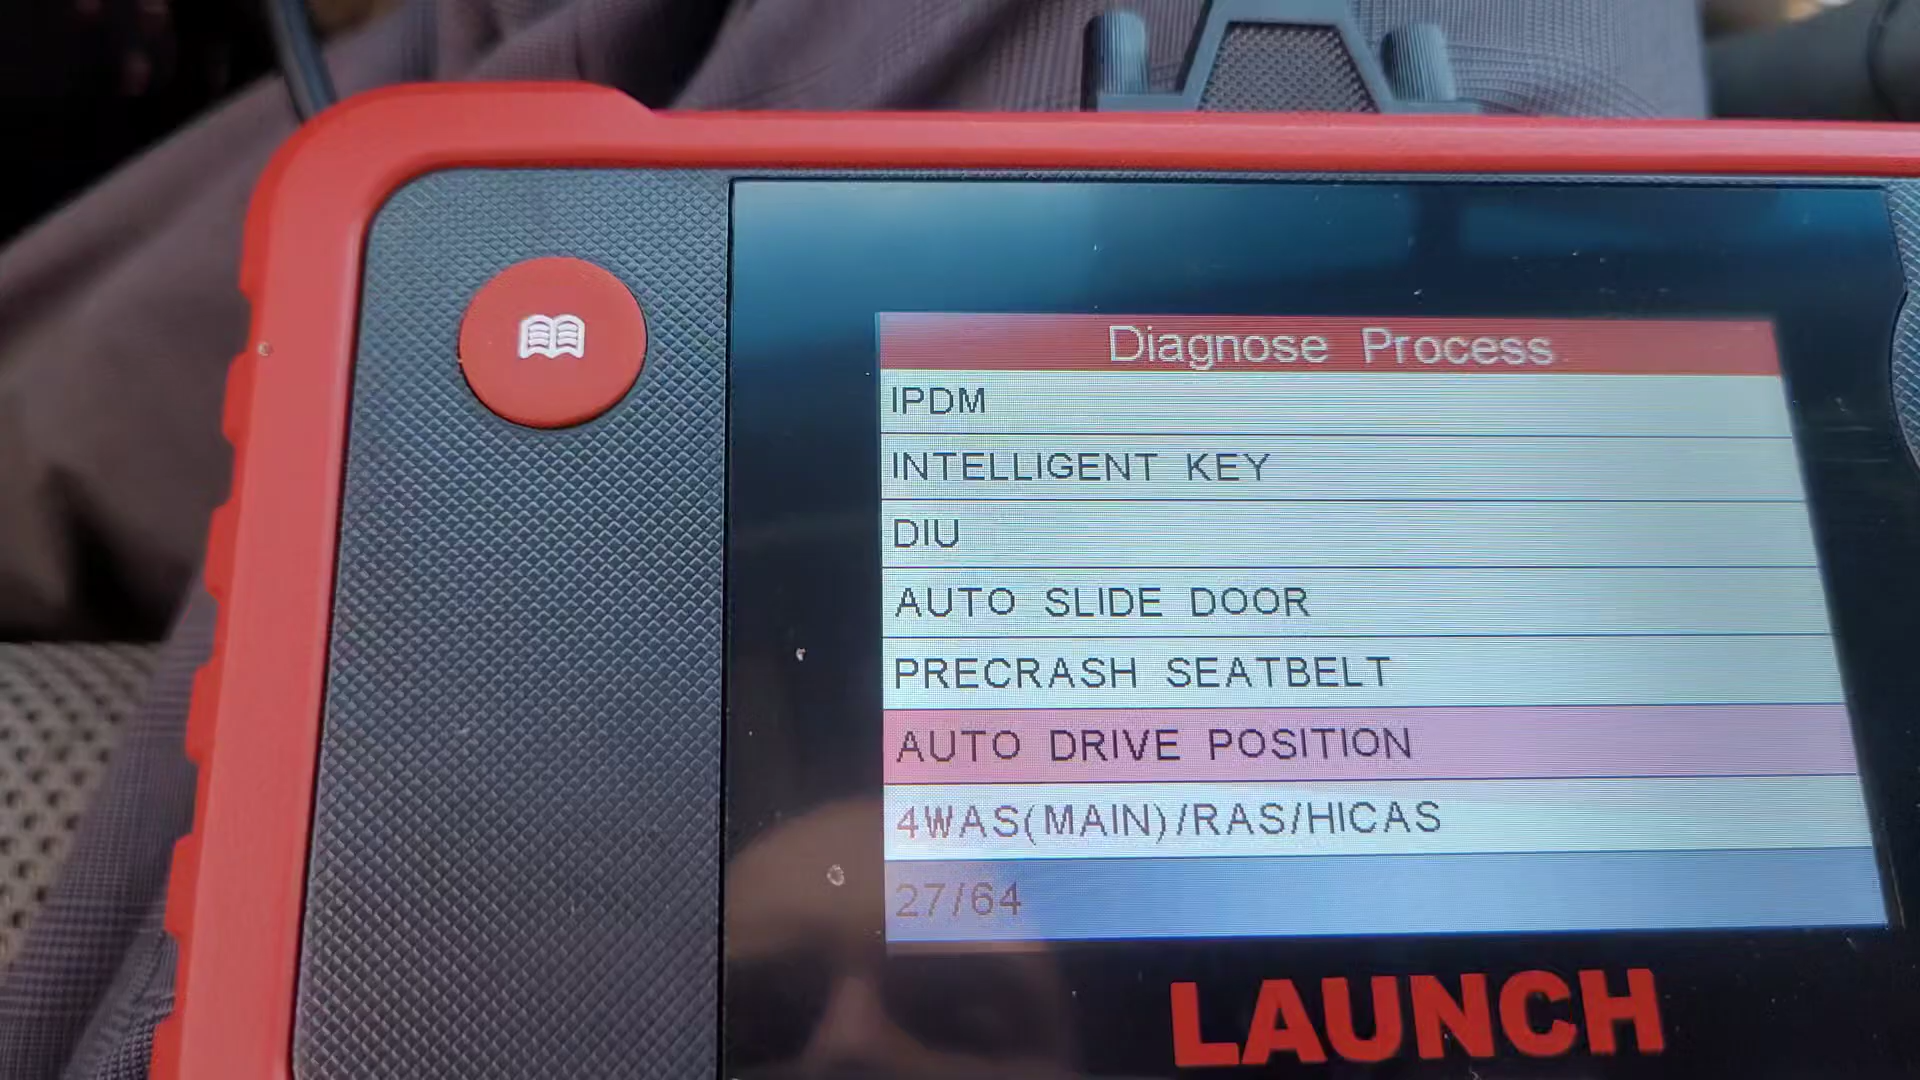 Diagnose Process
IPDM
INTELLIGENT KEY
DIU
AUTO SLIDE DOOR
PRECRASH SEATBELT
AUTO DRIVE POSITION
4WAS(MAIN)/RAS/HICAS
27/64
LAUNCH